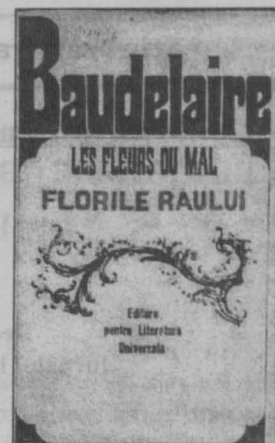 Baudelaire
LES FLEURS DU MAL
FLORILE RAULUI
Editura
pentru Literatura
Universala